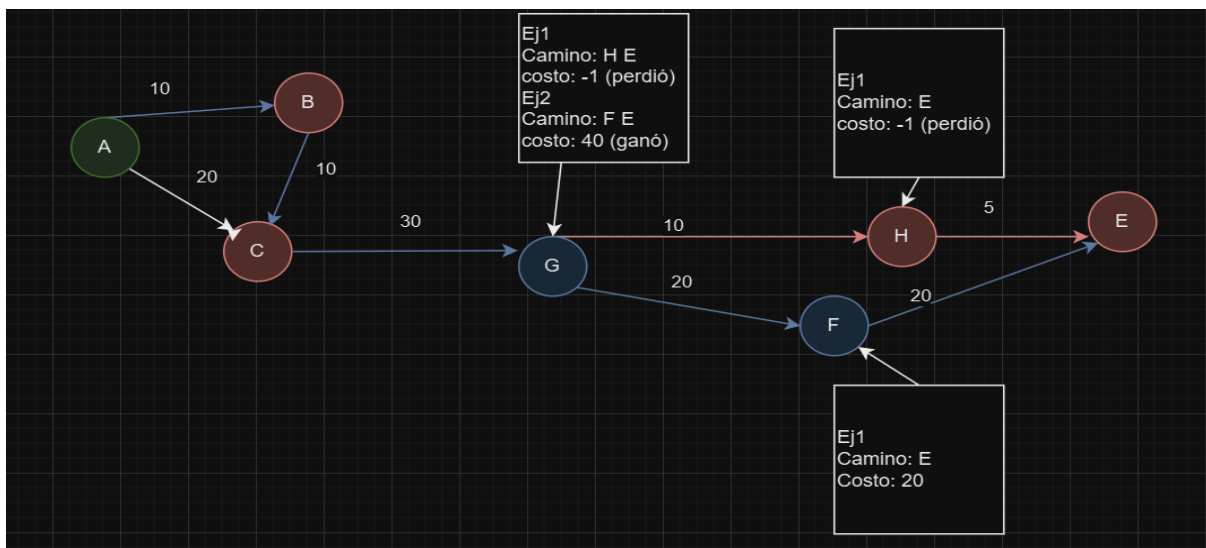 Ej1
Camino: H E
costo: -1 (perdió)
Ej2
Camino: F E
costo: 40 (ganó)
Ej1
Camino: E
costo: -1 (perdió)
10
B
A
20
10
C
30
G
10
H
5
E
20
F
20
Ej1
Camino: E
Costo: 20